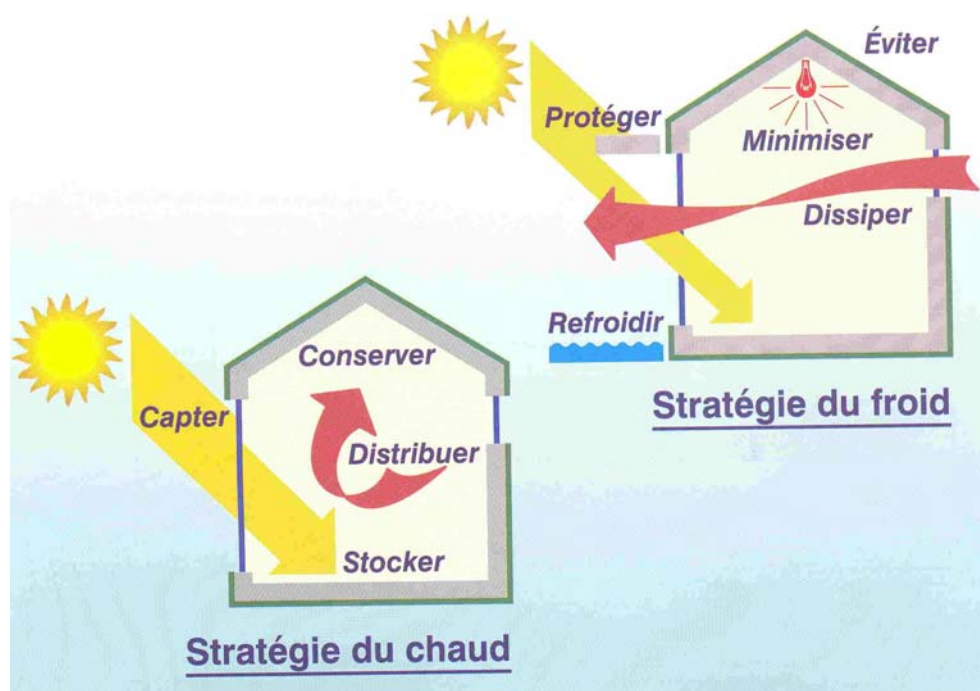 Éviter
Protéger
Minimiser
Dissiper
Refroidir
Stratégie du froid
Conserver
Capter
Distribuer
Stocker
Stratégie du chaud